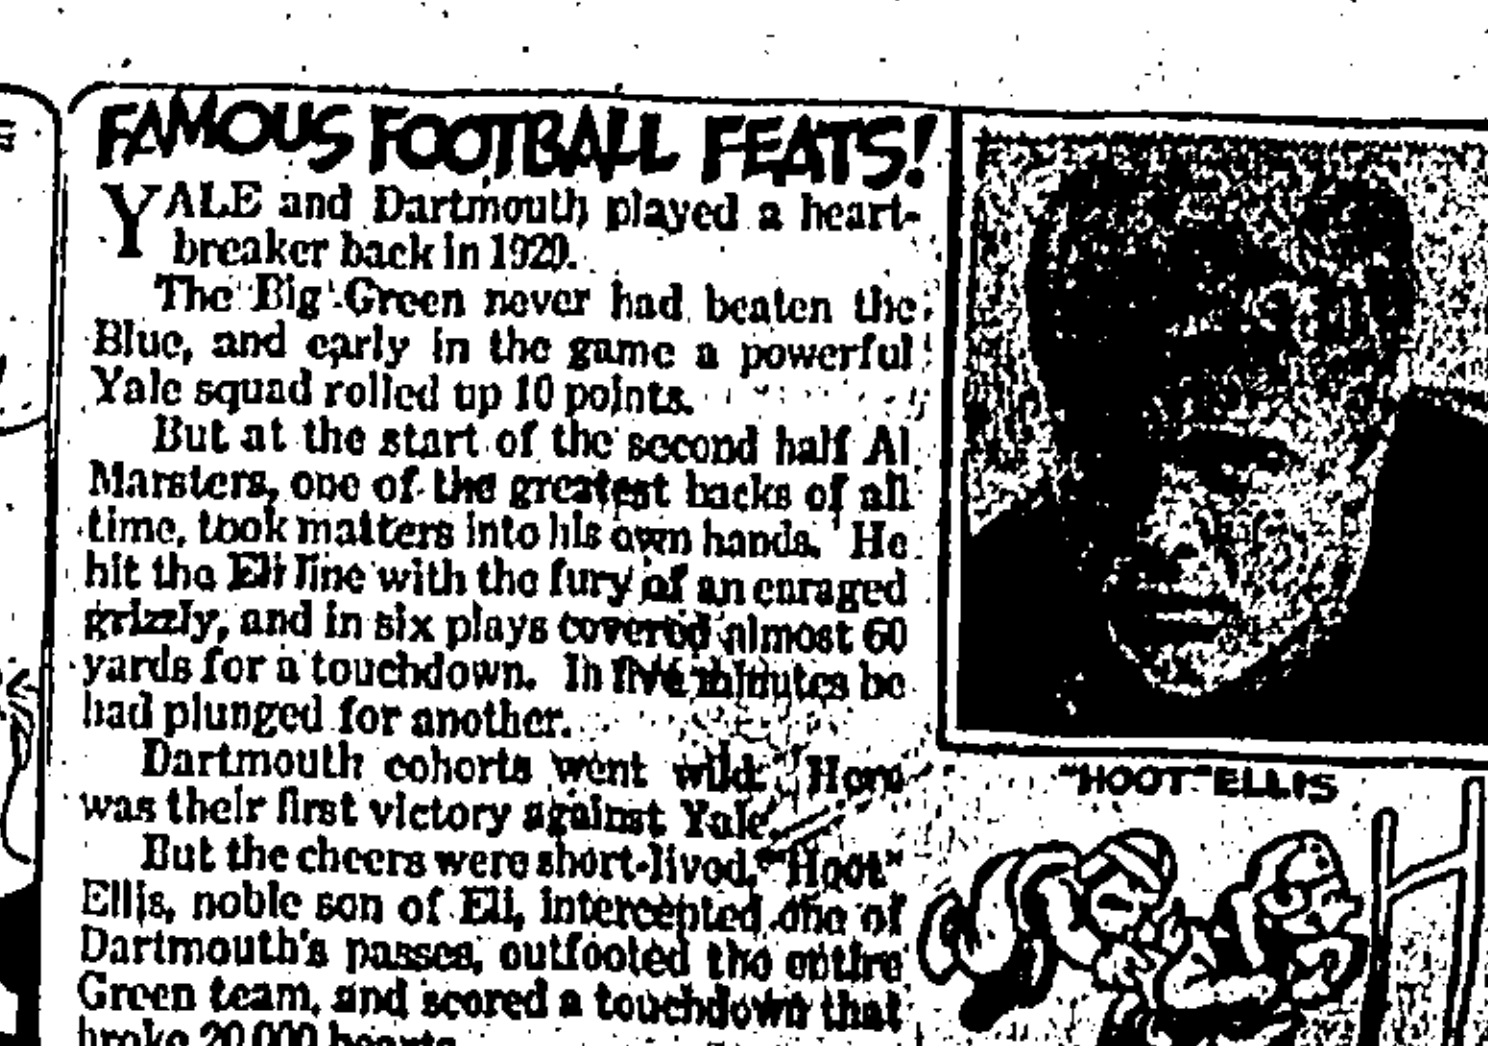 FAMOUS FOOTBALL FEATS!
YALE and Dartmouth played a heart-
breaker back in 1929.
The Big Green never had beaten the
Blue, and early in the game a powerful
Yale squad rolled up 10 points.
But at the start of the second half Al
Marsters, one of the greatest backs of all
time, took matters into his own hands. He
hit the Eli line with the fury of an enraged
grizzly, and in six plays covered almost 60
yards for a touchdown. In five minutes he
had plunged for another.
Dartmouth cohorts went wild. Here
was their first victory against Yale.
But the cheers were short-lived. "Hoot"
Ellis, noble son of Eli, intercepted one of
Dartmouth's passes, outfooted the entire
Green team, and scored a touchdown that
broke 20,000 hearts.
"HOOT" ELLIS